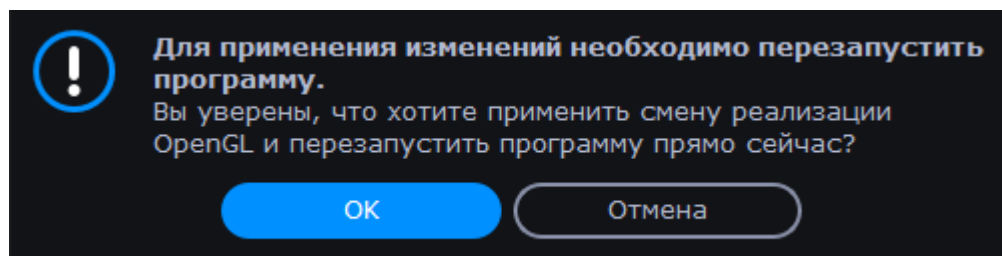 Для применения изменений необходимо перезапустить
программу.
Вы уверены, что хотите применить смену реализации
OpenGL и перезапустить программу прямо сейчас?
OK
Отмена